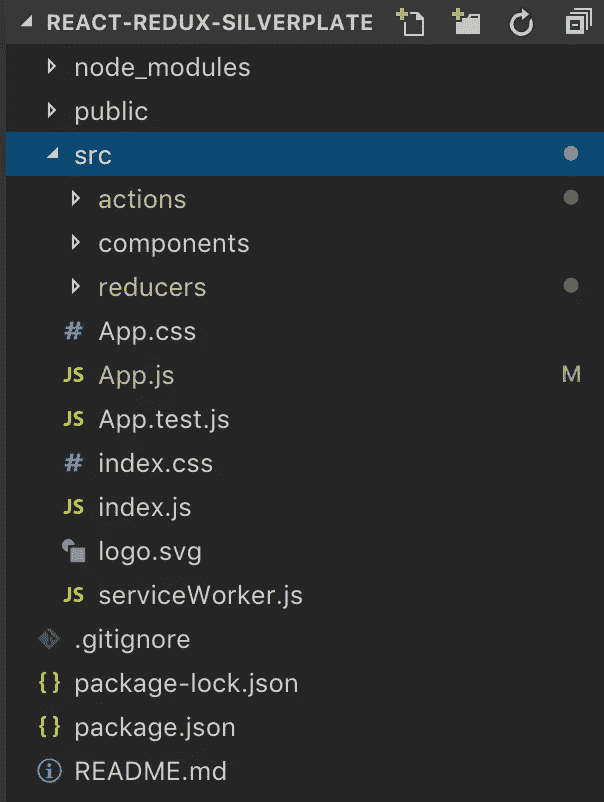 REACT-REDUX-SILVERPLATE
node_modules
public
src
actions
components
reducers
# App.css
JS App.js M
JS App.test.js
# index.css
JS index.js
logo.svg
JS serviceWorker.js
.gitignore
{} package-lock.json
{} package.json
README.md